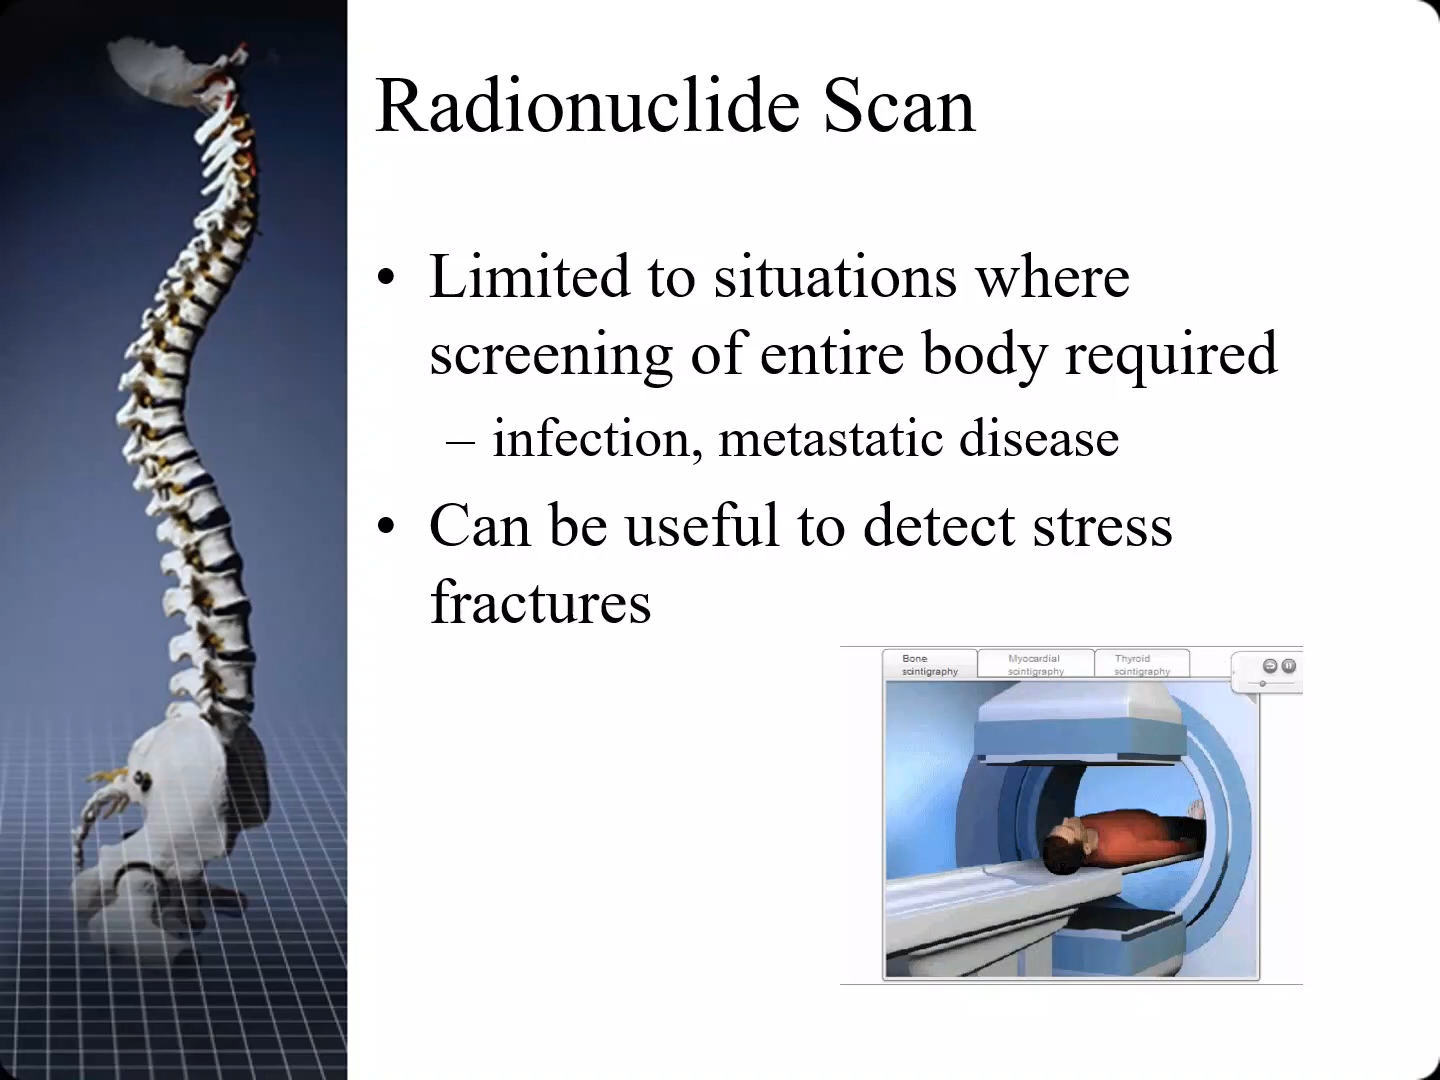 Radionuclide Scan
• Limited to situations where
screening of entire body required
– infection, metastatic disease
• Can be useful to detect stress
fractures
Bone
scintigraphy
Myocardial
scintigraphy
Thyroid
scintigraphy